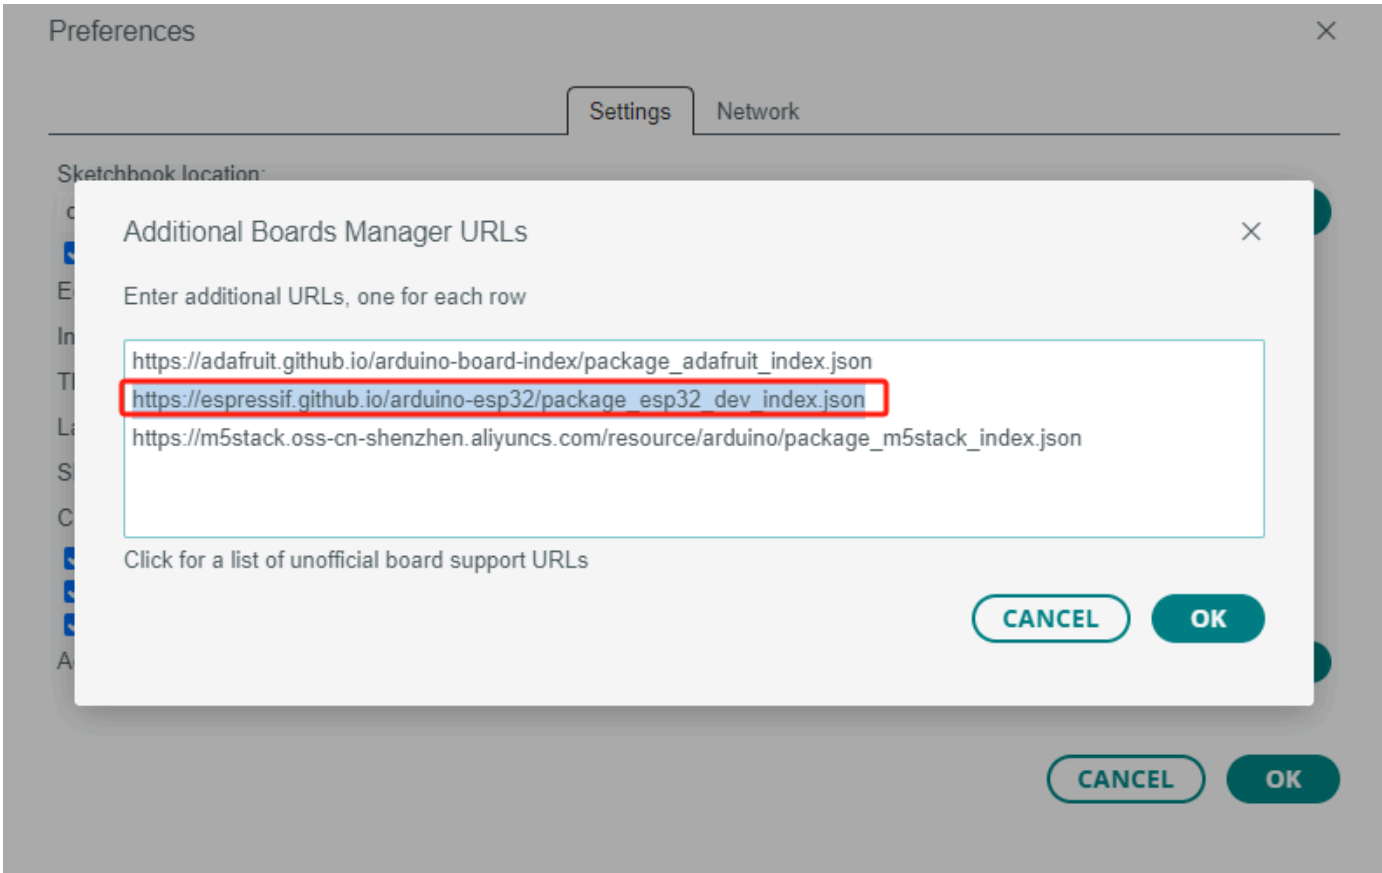 Preferences
Settings
Network
Sketchbook location:
Additional Boards Manager URLs
Enter additional URLs, one for each row
https://adafruit.github.io/arduino-board-index/package_adafruit_index.json
https://espressif.github.io/arduino-esp32/package_esp32_dev_index.json
https://m5stack.oss-cn-shenzhen.aliyuncs.com/resource/arduino/package_m5stack_index.json
Click for a list of unofficial board support URLs
CANCEL
OK
CANCEL
OK